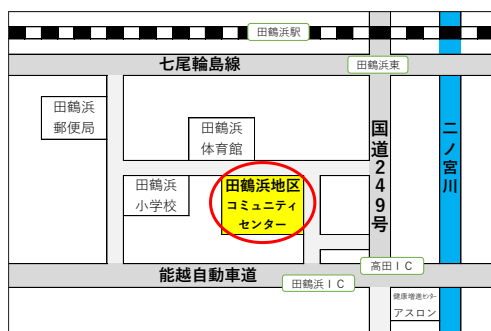 田鶴浜駅
七尾輪島線
田鶴浜東
田鶴浜
郵便局
田鶴浜
体育館
国道249号
二ノ宮川
田鶴浜
小学校
田鶴浜地区
コミュニティ
センター
高田IC
能越自動車道
田鶴浜IC
健康増進センター
アスロン